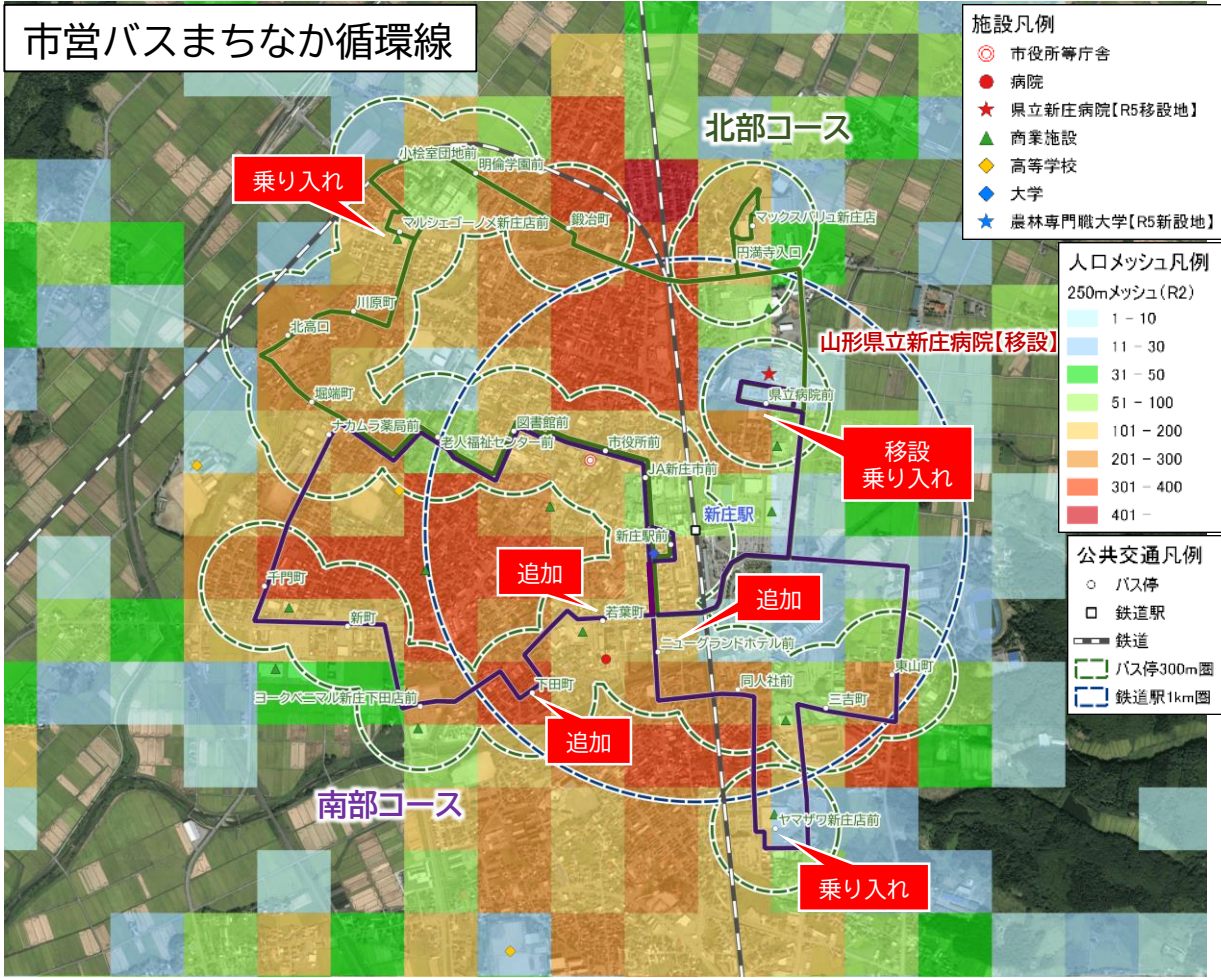 市営バスまちなか循環線
施設凡例
市役所等庁舎
病院
県立新庄病院【R5移設地】
商業施設
高等学校
大学
農林専門職大学【R5新設地】
人口メッシュ凡例
250mメッシュ(R2)
1 - 10
11 - 30
31 - 50
51 - 100
101 - 200
201 - 300
301 - 400
401 -
公共交通凡例
バス停
鉄道駅
鉄道
バス停300m圏
鉄道駅1km圏
北部コース
小桧室団地前
明倫学園前
乗り入れ
マルシェゴーノメ新庄店前
鍛冶町
マックスバリュ新庄店
円満寺入口
川原町
北高口
山形県立新庄病院【移設】
県立病院前
堀端町
ナカムラ薬局前
図書館前
老人福祉センター前
市役所前
移設
乗り入れ
JA新庄市前
新庄駅
新庄駅前
追加
千門町
追加
若葉町
新町
ニューグランドホテル前
東山町
下田町
同人社前
ヨークベニマル新庄下田店前
三吉町
追加
南部コース
ヤマザワ新庄店前
乗り入れ